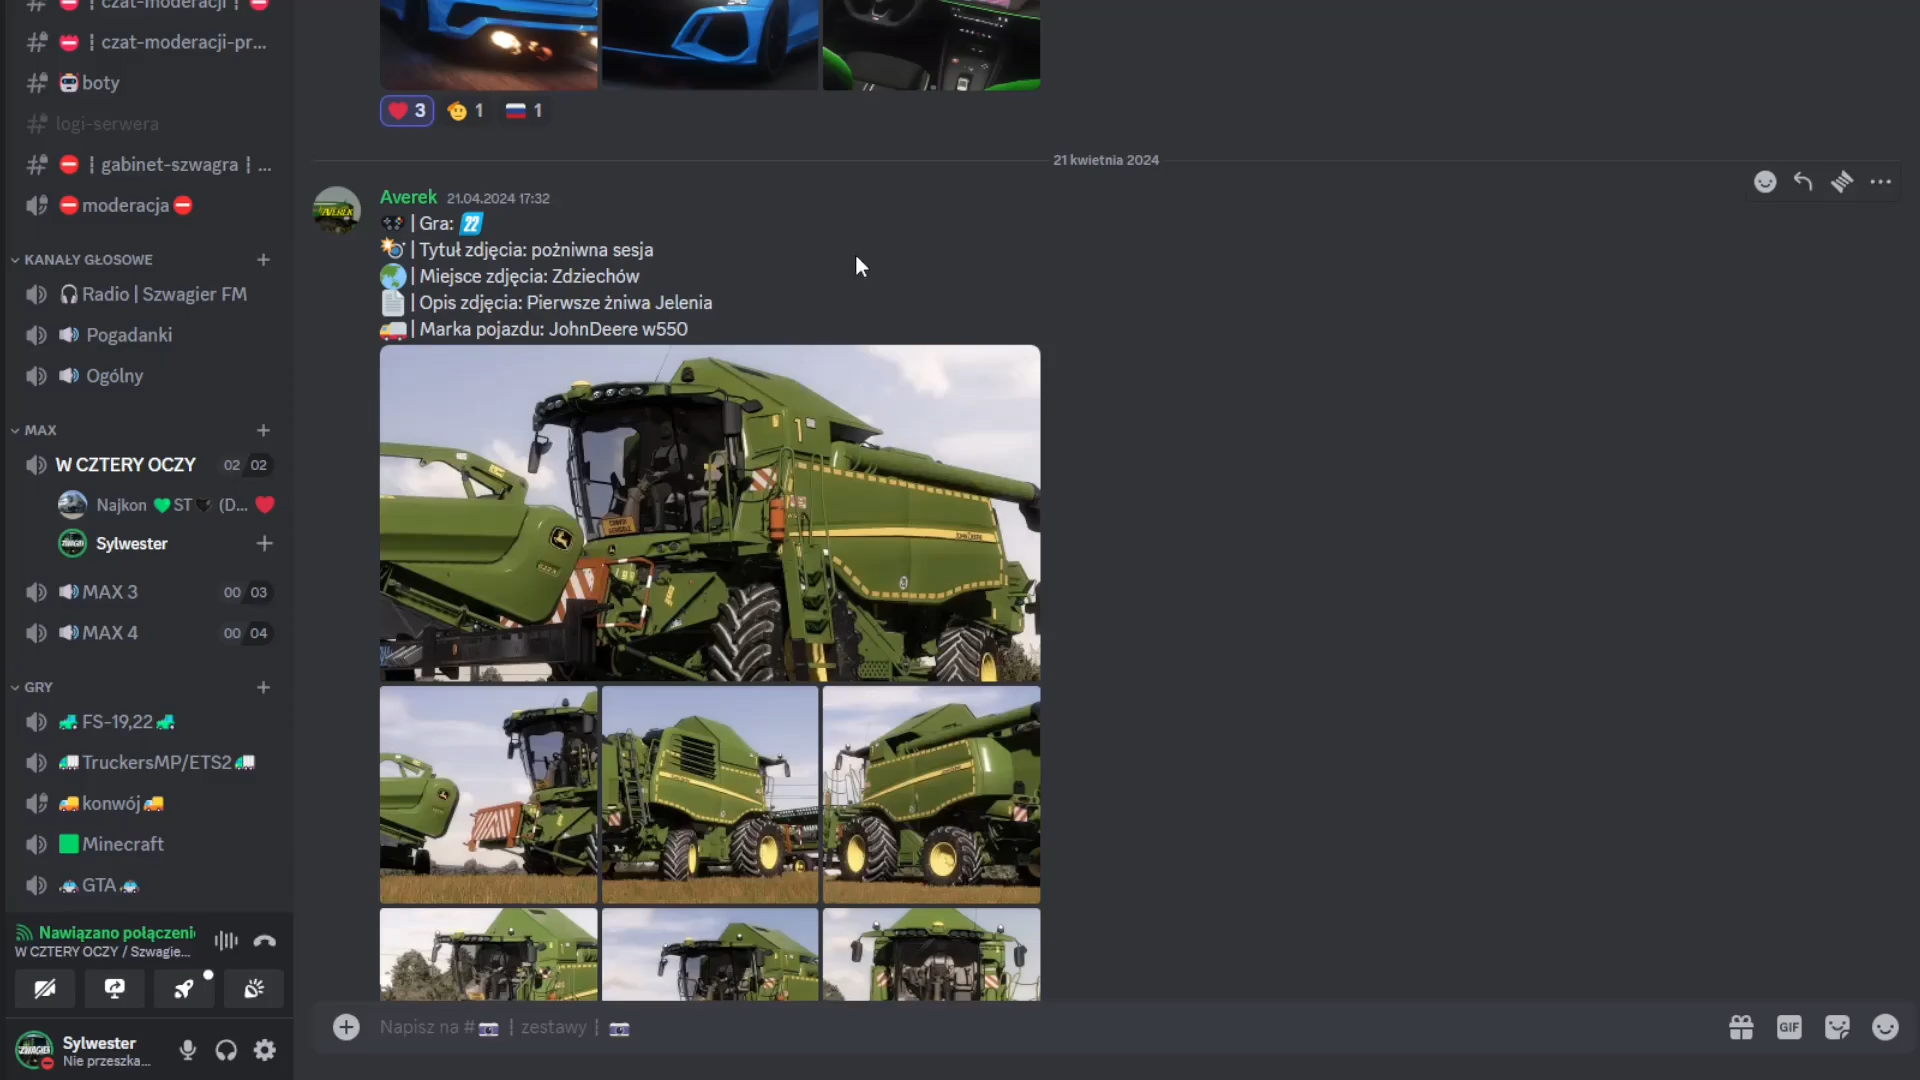 czat-moderacji ¦
¦ czat-moderacji-pr...
boty
logi-serwera
¦ gabinet-szwagra ¦ ...
moderacja
KANAŁY GŁOSOWE
Radio | Szwagier FM
Pogadanki
Ogólny
MAX
W CZTERY OCZY 02 02
Najkon 💚ST🖤 (D...
Sylwester
MAX 3 00 03
MAX 4 00 04
GRY
FS-19,22
TruckersMP/ETS2
konwój
Minecraft
GTA
Nawiązano połączeni
W CZTERY OCZY / Szwagie...
Sylwester
Nie przeszka...
3 1 1
21 kwietnia 2024
Averek 21.04.2024 17:32
| Gra: 22
| Tytuł zdjęcia: pożniwna sesja
| Miejsce zdjęcia: Zdziechów
| Opis zdjęcia: Pierwsze żniwa Jelenia
| Marka pojazdu: JohnDeere w550
1
Napisz na # ¦ zestawy ¦
GIF